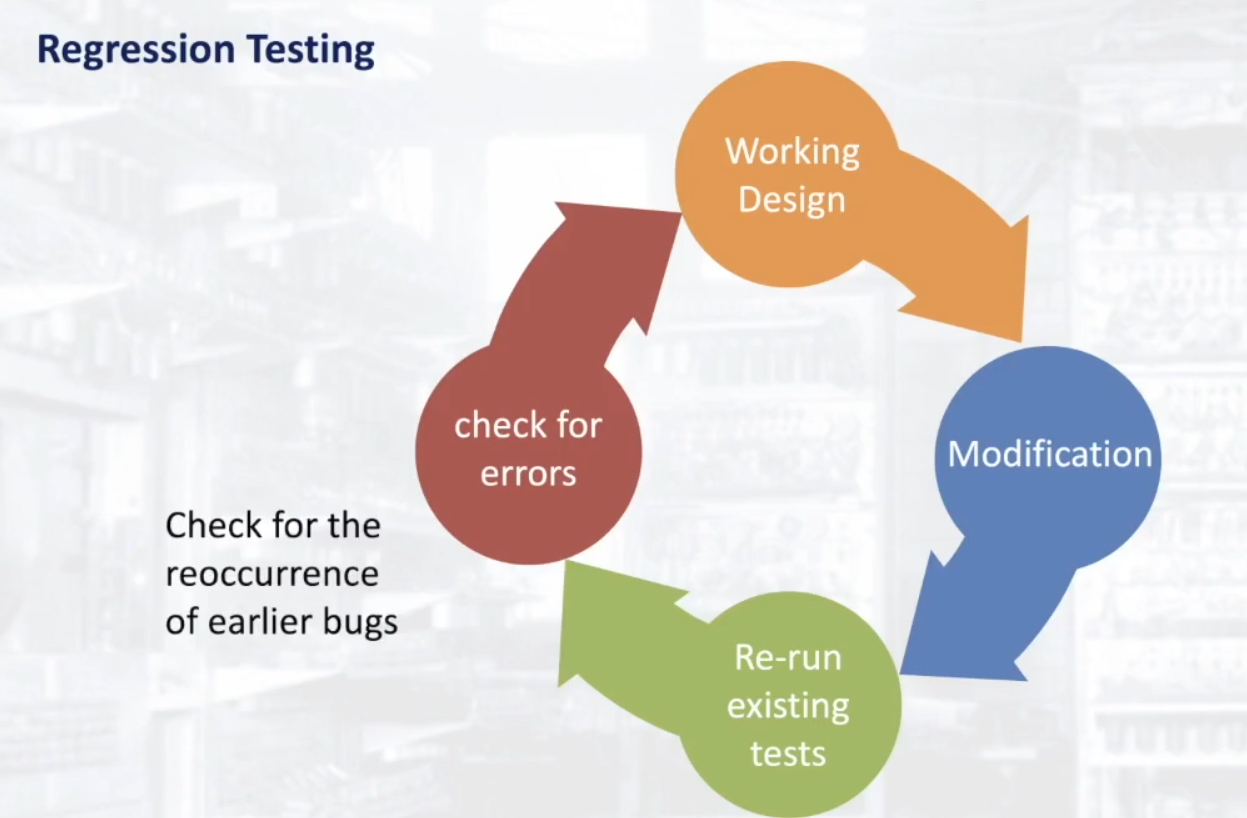 Regression Testing
Working
Design
Modification
Re-run
existing
tests
check for
errors
Check for the
reoccurrence
of earlier bugs